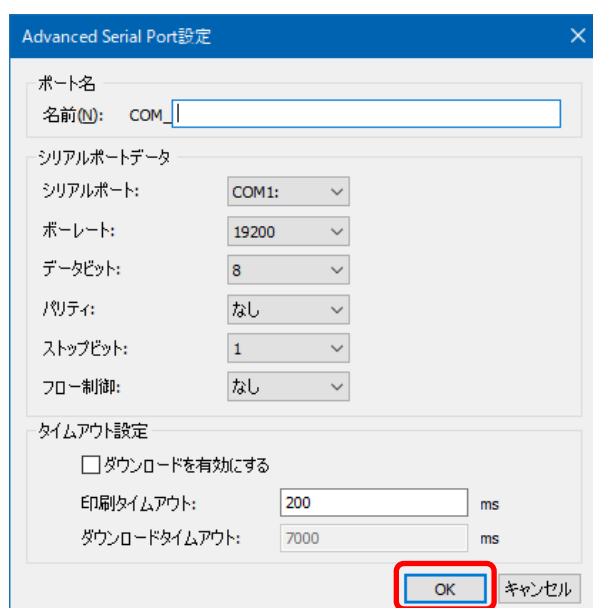 Advanced Serial Port設定
ポート名
名前(N): COM_
シリアルポートデータ
シリアルポート: COM1:
ボーレート: 19200
データビット: 8
パリティ: なし
ストップビット: 1
フロー制御: なし
タイムアウト設定
ダウンロードを有効にする
印刷タイムアウト: 200 ms
ダウンロードタイムアウト: 7000 ms
OK キャンセル